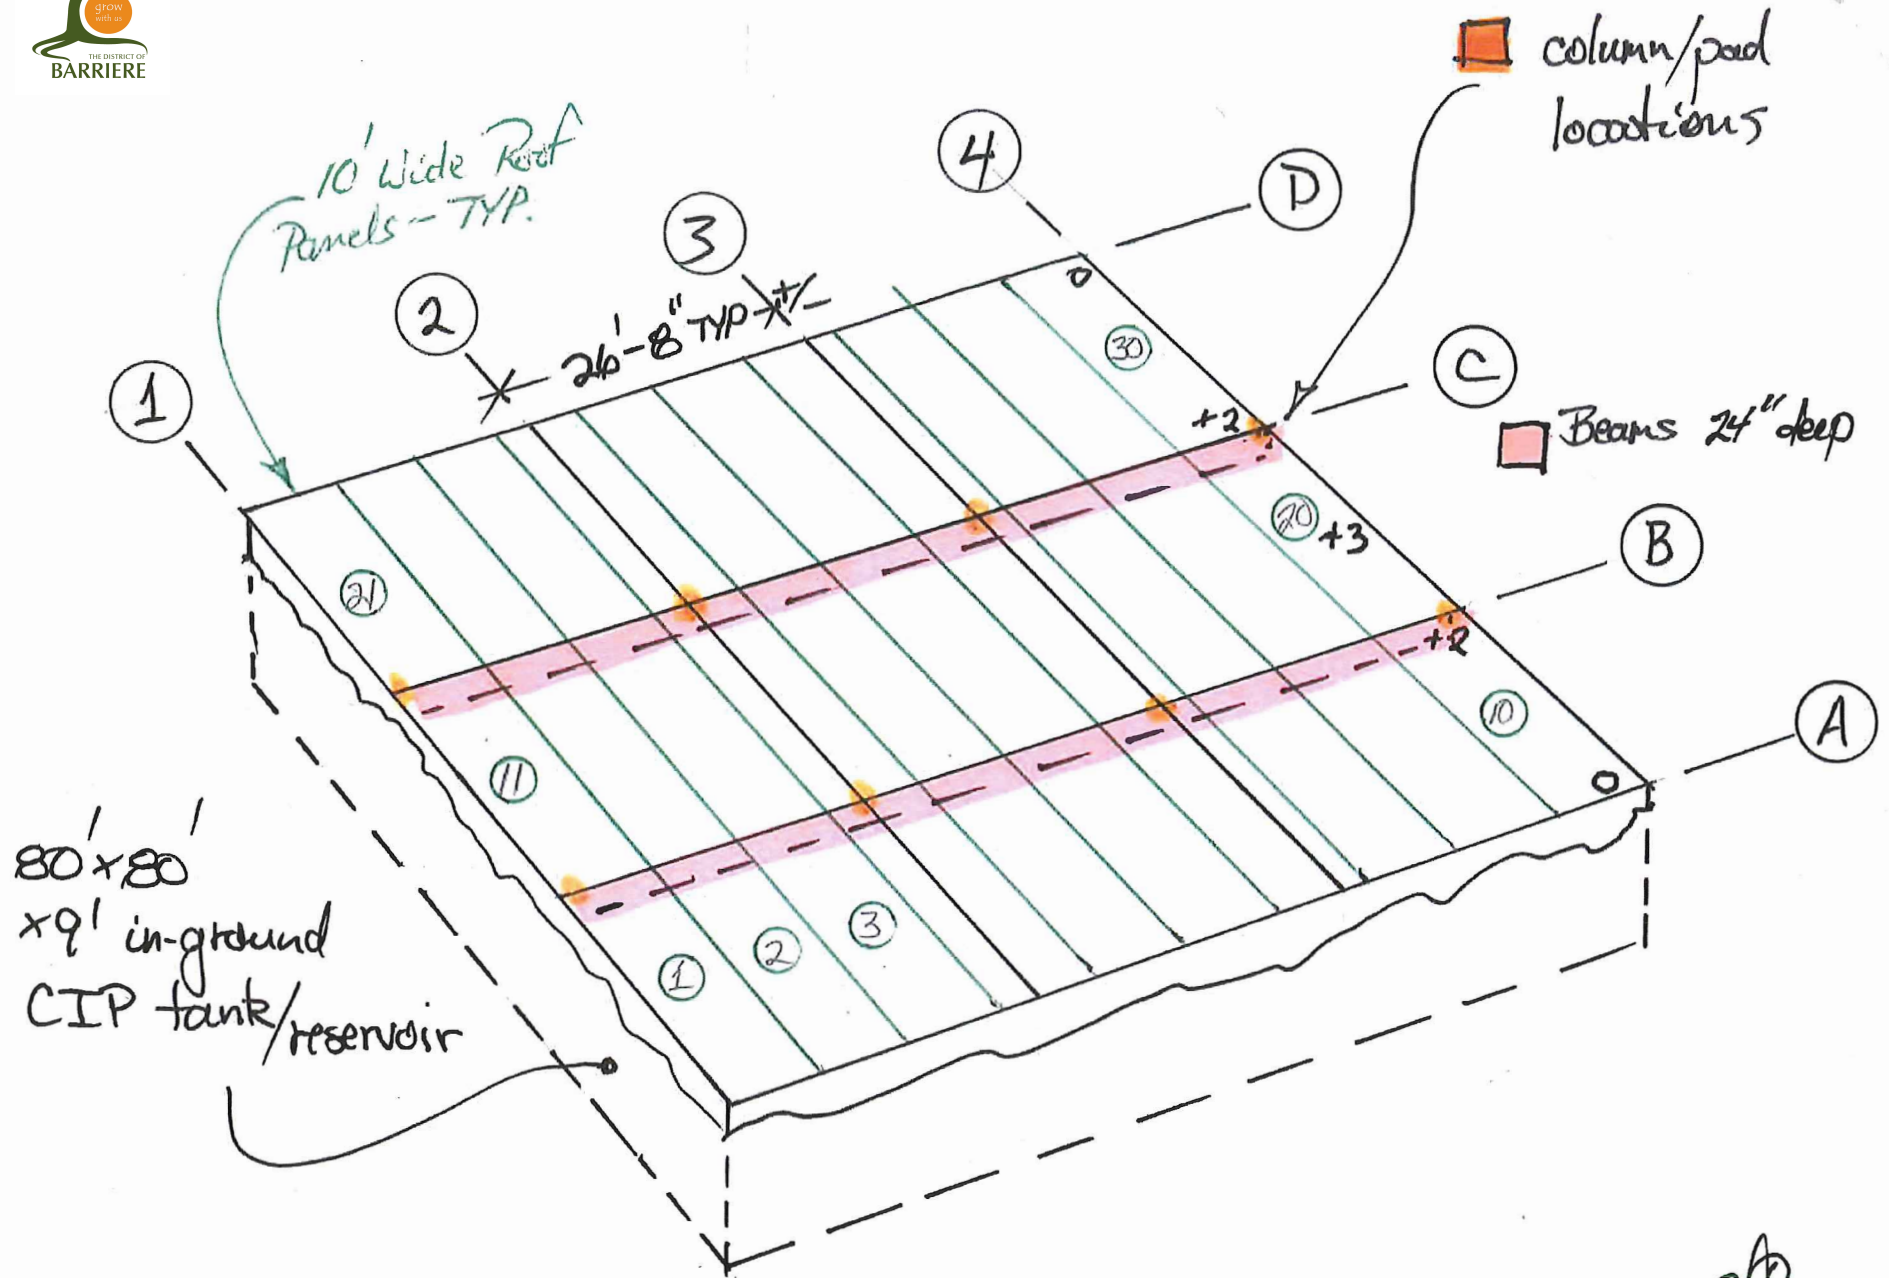 grow
with us
THE DISTRICT OF
BARRIERE
column/pad
locations
10' Wide Roof
Panels - TYP.
4
D
3
2
26'-8" TYP +/-
1
30
C
+2
Beams 24" deep
20 +3
B
21
+2
11
10
A
80' x 80'
x 9' in-ground
CIP tank/reservoir
3
2
1